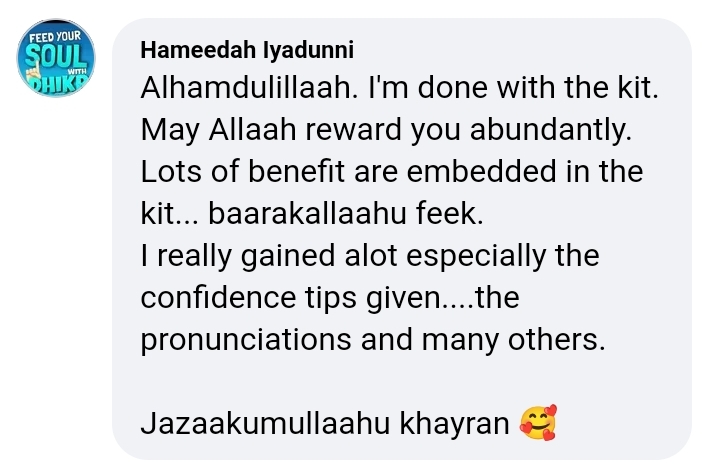 FEED YOUR
SOUL
WITH
DHIKR
Hameedah Iyadunni
Alhamdulillaah. I'm done with the kit.
May Allaah reward you abundantly.
Lots of benefit are embedded in the
kit... baarakallaahu feek.
I really gained alot especially the
confidence tips given....the
pronunciations and many others.
Jazaakumullaahu khayran 🥰